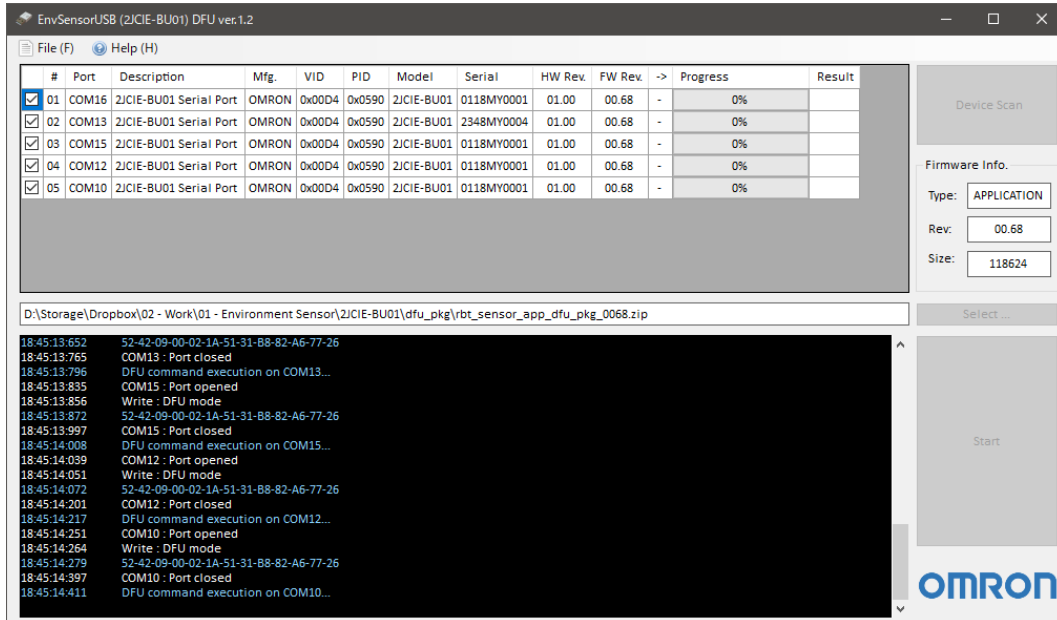 EnvSensorUSB (2JCIE-BU01) DFU ver.1.2
File (F) Help (H)
# Port Description Mfg. VID PID Model Serial HW Rev. FW Rev. -> Progress Result
01 COM16 2JCIE-BU01 Serial Port OMRON 0x00D4 0x0590 2JCIE-BU01 0118MY0001 01.00 00.68 - 0%
02 COM13 2JCIE-BU01 Serial Port OMRON 0x00D4 0x0590 2JCIE-BU01 2348MY0004 01.00 00.68 - 0%
03 COM15 2JCIE-BU01 Serial Port OMRON 0x00D4 0x0590 2JCIE-BU01 0118MY0001 01.00 00.68 - 0%
04 COM12 2JCIE-BU01 Serial Port OMRON 0x00D4 0x0590 2JCIE-BU01 0118MY0001 01.00 00.68 - 0%
05 COM10 2JCIE-BU01 Serial Port OMRON 0x00D4 0x0590 2JCIE-BU01 0118MY0001 01.00 00.68 - 0%
Device Scan
Firmware Info.
Type: APPLICATION
Rev: 00.68
Size: 118624
D:\Storage\Dropbox\02 - Work\01 - Environment Sensor\2JCIE-BU01\dfu_pkg\rbt_sensor_app_dfu_pkg_0068.zip
Select ...
18:45:13:652 52-42-09-00-02-1A-51-31-B8-82-A6-77-26
18:45:13:765 COM13 : Port closed
18:45:13:796 DFU command execution on COM13...
18:45:13:835 COM15 : Port opened
18:45:13:856 Write : DFU mode
18:45:13:872 52-42-09-00-02-1A-51-31-B8-82-A6-77-26
18:45:13:997 COM15 : Port closed
18:45:14:008 DFU command execution on COM15...
18:45:14:039 COM12 : Port opened
18:45:14:051 Write : DFU mode
18:45:14:072 52-42-09-00-02-1A-51-31-B8-82-A6-77-26
18:45:14:201 COM12 : Port closed
18:45:14:217 DFU command execution on COM12...
18:45:14:251 COM10 : Port opened
18:45:14:264 Write : DFU mode
18:45:14:279 52-42-09-00-02-1A-51-31-B8-82-A6-77-26
18:45:14:397 COM10 : Port closed
18:45:14:411 DFU command execution on COM10...
Start
OMRON